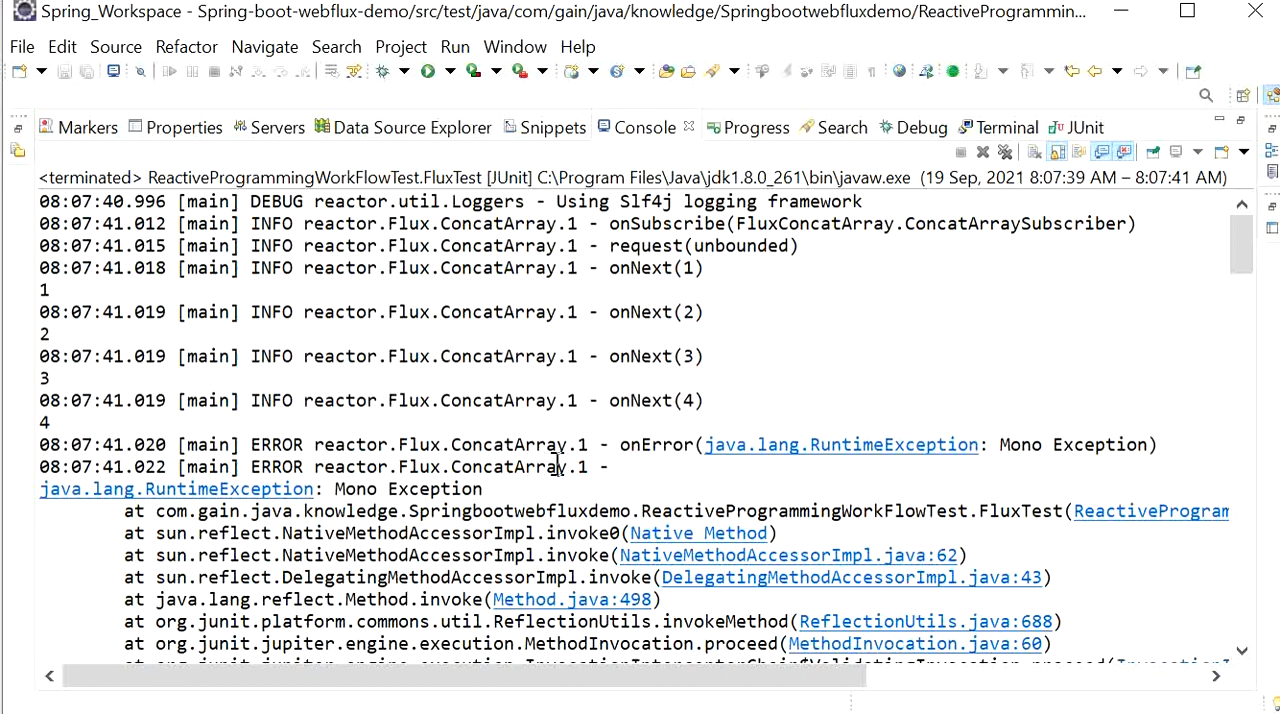 Spring_Workspace - Spring-boot-webflux-demo/src/test/java/com/gain/java/knowledge/Springbootwebfluxdemo/ReactiveProgrammin...
File Edit Source Refactor Navigate Search Project Run Window Help
Markers Properties Servers Data Source Explorer Snippets Console Progress Search Debug Terminal JUnit
<terminated> ReactiveProgrammingWorkFlowTest.FluxTest [JUnit] C:\Program Files\Java\jdk1.8.0_261\bin\javaw.exe (19 Sep, 2021 8:07:39 AM – 8:07:41 AM)
08:07:40.996 [main] DEBUG reactor.util.Loggers - Using Slf4j logging framework
08:07:41.012 [main] INFO reactor.Flux.ConcatArray.1 - onSubscribe(FluxConcatArray.ConcatArraySubscriber)
08:07:41.015 [main] INFO reactor.Flux.ConcatArray.1 - request(unbounded)
08:07:41.018 [main] INFO reactor.Flux.ConcatArray.1 - onNext(1)
1
08:07:41.019 [main] INFO reactor.Flux.ConcatArray.1 - onNext(2)
2
08:07:41.019 [main] INFO reactor.Flux.ConcatArray.1 - onNext(3)
3
08:07:41.019 [main] INFO reactor.Flux.ConcatArray.1 - onNext(4)
4
08:07:41.020 [main] ERROR reactor.Flux.ConcatArray.1 - onError(java.lang.RuntimeException: Mono Exception)
08:07:41.022 [main] ERROR reactor.Flux.ConcatArray.1 -
java.lang.RuntimeException: Mono Exception
at com.gain.java.knowledge.Springbootwebfluxdemo.ReactiveProgrammingWorkFlowTest.FluxTest(ReactiveProgram
at sun.reflect.NativeMethodAccessorImpl.invoke0(Native Method)
at sun.reflect.NativeMethodAccessorImpl.invoke(NativeMethodAccessorImpl.java:62)
at sun.reflect.DelegatingMethodAccessorImpl.invoke(DelegatingMethodAccessorImpl.java:43)
at java.lang.reflect.Method.invoke(Method.java:498)
at org.junit.platform.commons.util.ReflectionUtils.invokeMethod(ReflectionUtils.java:688)
at org.junit.jupiter.engine.execution.MethodInvocation.proceed(MethodInvocation.java:60)
at org.junit.jupiter.engine.execution.InvocationInterceptorChain$ValidatingInvocation.proceed(Invocation